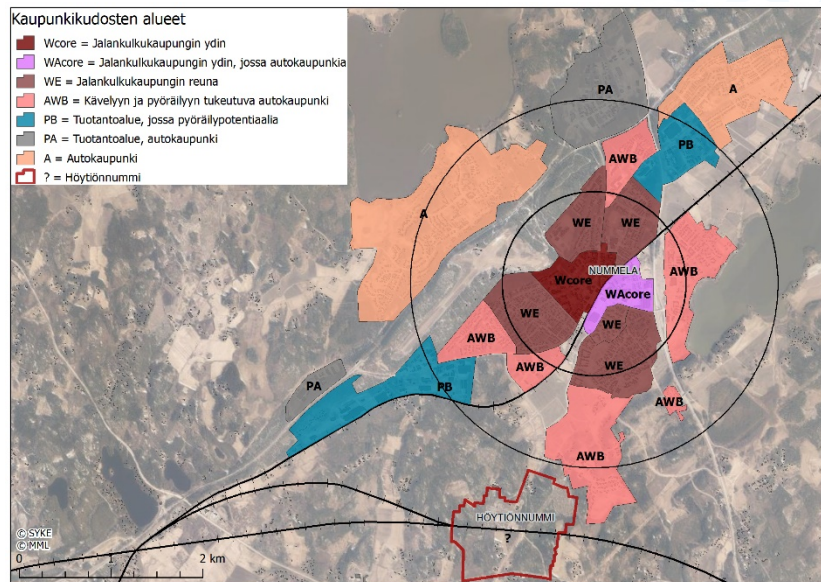 Kaupunkikudosten alueet
Wcore = Jalankulkukaupungin ydin
WAcore = Jalankulkukaupungin ydin, jossa autokaupunkia
WE = Jalankulkukaupungin reuna
AWB = Kävelyyn ja pyöräilyyn tukeutuva autokaupunki
PB = Tuotantoalue, jossa pyöräilypotentiaalia
PA = Tuotantoalue, autokaupunki
A = Autokaupunki
? = Höytiönnummi
PA
A
AWB
PB
A
WE
WE
NUMMELA
Wcore
AWB
WAcore
WE
WE
AWB
AWB
WE
PA
PB
AWB
AWB
HÖYTIÖNNUMMI
?
© SYKE
© MML
0 2 km